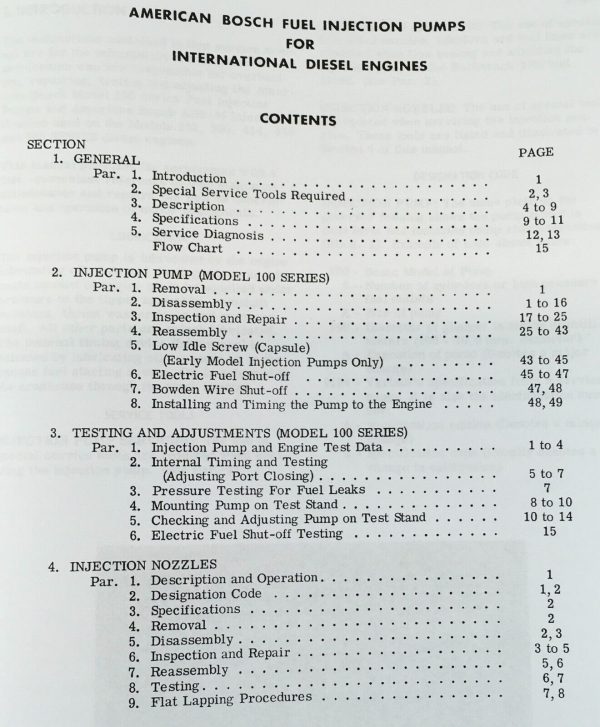 AMERICAN BOSCH FUEL INJECTION PUMPS
FOR
INTERNATIONAL DIESEL ENGINES
CONTENTS
SECTION PAGE
1. GENERAL
Par. 1. Introduction . . . . . . . . . . . . . . . . . . . . . . . 1
2. Special Service Tools Required . . . . . . . . . . . . . 2, 3
3. Description . . . . . . . . . . . . . . . . . . . . . . . 4 to 9
4. Specifications . . . . . . . . . . . . . . . . . . . . . . 9 to 11
5. Service Diagnosis . . . . . . . . . . . . . . . . . . . . 12, 13
Flow Chart . . . . . . . . . . . . . . . . . . . . . . . 15
2. INJECTION PUMP (MODEL 100 SERIES)
Par. 1. Removal . . . . . . . . . . . . . . . . . . . . . . . . . 1
2. Disassembly . . . . . . . . . . . . . . . . . . . . . . 1 to 16
3. Inspection and Repair . . . . . . . . . . . . . . . . . . 17 to 25
4. Reassembly . . . . . . . . . . . . . . . . . . . . . . . 25 to 43
5. Low Idle Screw (Capsule)
(Early Model Injection Pumps Only) . . . . . . . . . . 43 to 45
6. Electric Fuel Shut-off . . . . . . . . . . . . . . . . . 45 to 47
7. Bowden Wire Shut-off . . . . . . . . . . . . . . . . . . 47, 48
8. Installing and Timing the Pump to the Engine . . . . . 48, 49
3. TESTING AND ADJUSTMENTS (MODEL 100 SERIES)
Par. 1. Injection Pump and Engine Test Data . . . . . . . . . . 1 to 4
2. Internal Timing and Testing
(Adjusting Port Closing) . . . . . . . . . . . . . . . . 5 to 7
3. Pressure Testing For Fuel Leaks . . . . . . . . . . . . 7
4. Mounting Pump on Test Stand . . . . . . . . . . . . . . 8 to 10
5. Checking and Adjusting Pump on Test Stand . . . . . . 10 to 14
6. Electric Fuel Shut-off Testing . . . . . . . . . . . . . 15
4. INJECTION NOZZLES
Par. 1. Description and Operation . . . . . . . . . . . . . . . . 1
2. Designation Code . . . . . . . . . . . . . . . . . . . . 1, 2
3. Specifications . . . . . . . . . . . . . . . . . . . . . . 2
4. Removal . . . . . . . . . . . . . . . . . . . . . . . . . 2
5. Disassembly . . . . . . . . . . . . . . . . . . . . . . . 2, 3
6. Inspection and Repair . . . . . . . . . . . . . . . . . . 3 to 5
7. Reassembly . . . . . . . . . . . . . . . . . . . . . . . 5, 6
8. Testing . . . . . . . . . . . . . . . . . . . . . . . . . 6, 7
9. Flat Lapping Procedures . . . . . . . . . . . . . . . . . 7, 8